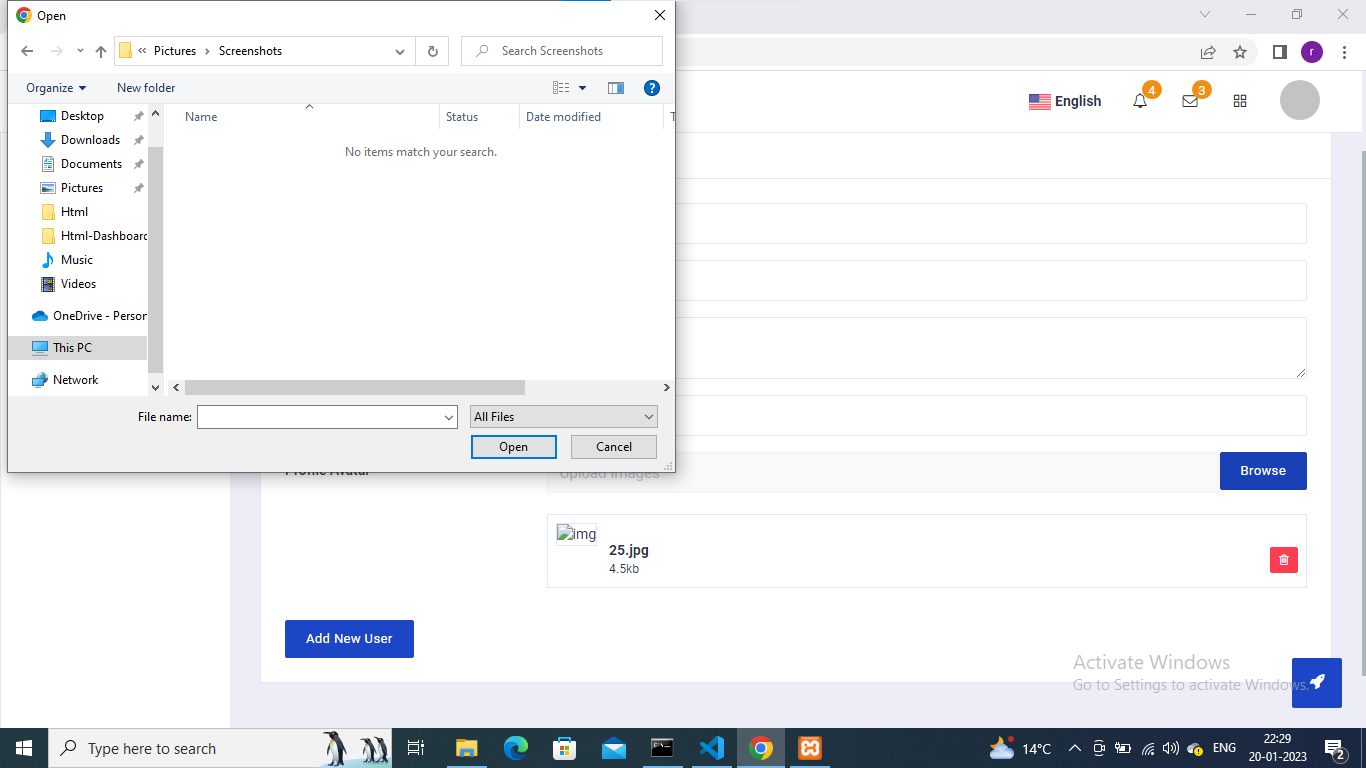 Open
Pictures
Screenshots
Search Screenshots
Organize
New folder
Name
Status
Date modified
No items match your search.
Desktop
Downloads
Documents
Pictures
Html
Html-Dashboard
Music
Videos
OneDrive - Person
This PC
Network
File name:
All Files
Open
Cancel
r
English
4
3
Profile Avatar
Upload Images
Browse
img
25.jpg
4.5kb
Add New User
Activate Windows
Go to Settings to activate Windows.
Type here to search
14°C
ENG
22:29
20-01-2023
2